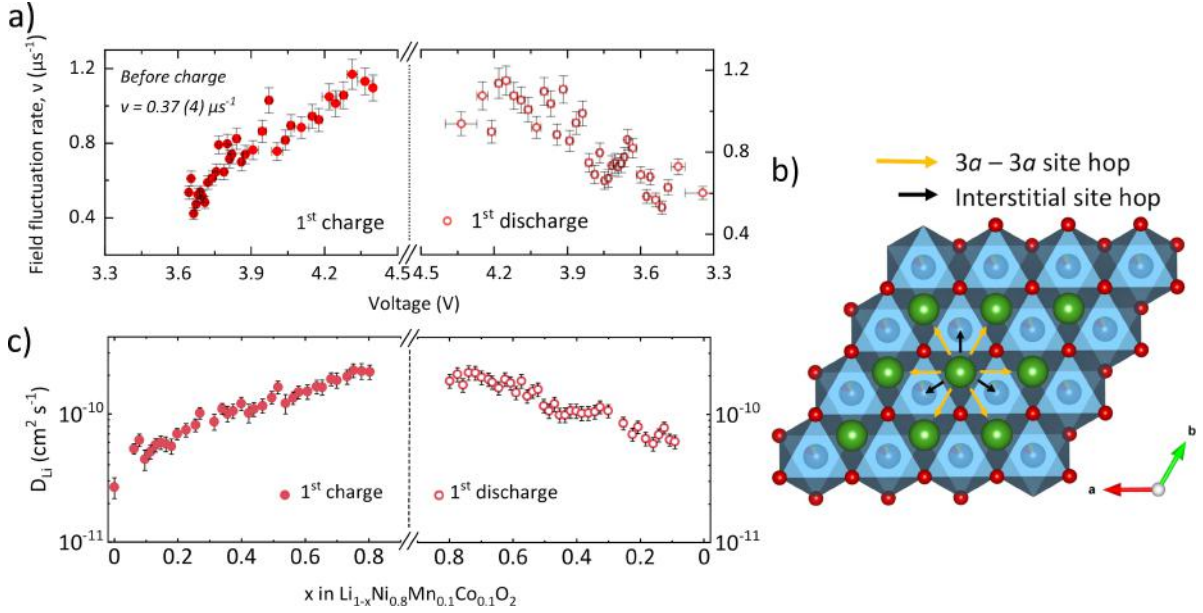 a)
Field fluctuation rate, ν (μs⁻¹)
1.2
0.8
0.4
Before charge
ν = 0.37 (4) μs⁻¹
1st charge
1st discharge
1.2
0.8
0.4
3.3 3.6 3.9 4.2 4.5 4.5 4.2 3.9 3.6 3.3
Voltage (V)
b)
3a – 3a site hop
Interstitial site hop
b
a
c)
D_Li (cm² s⁻¹)
10⁻¹⁰
10⁻¹¹
1st charge
1st discharge
10⁻¹⁰
10⁻¹¹
0 0.2 0.4 0.6 0.8 0.8 0.6 0.4 0.2 0
x in Li₁₋ₓNi₀.₈Mn₀.₁Co₀.₁O₂